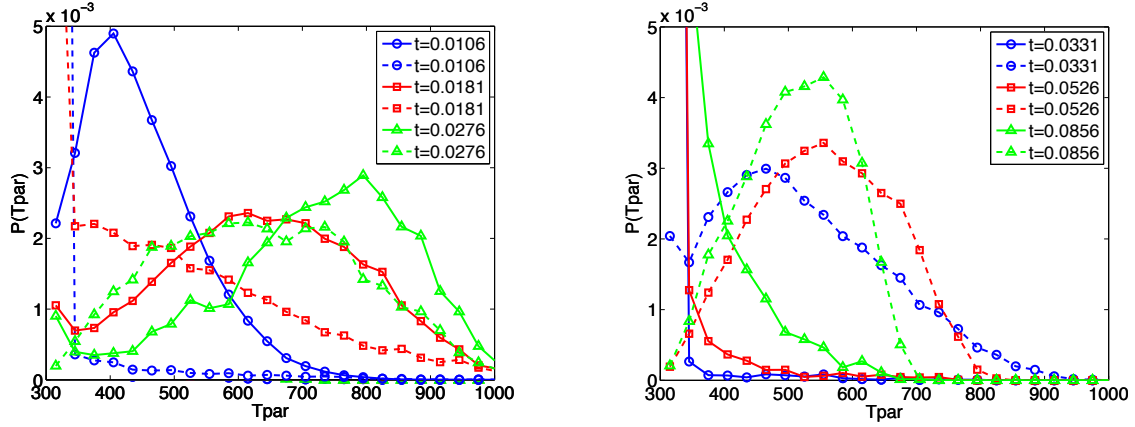 x 10⁻³
5
4
3
2
1
0
P(Tpar)
300 400 500 600 700 800 900 1000
Tpar
t=0.0106
t=0.0106
t=0.0181
t=0.0181
t=0.0276
t=0.0276
x 10⁻³
5
4
3
2
1
0
P(Tpar)
300 400 500 600 700 800 900 1000
Tpar
t=0.0331
t=0.0331
t=0.0526
t=0.0526
t=0.0856
t=0.0856